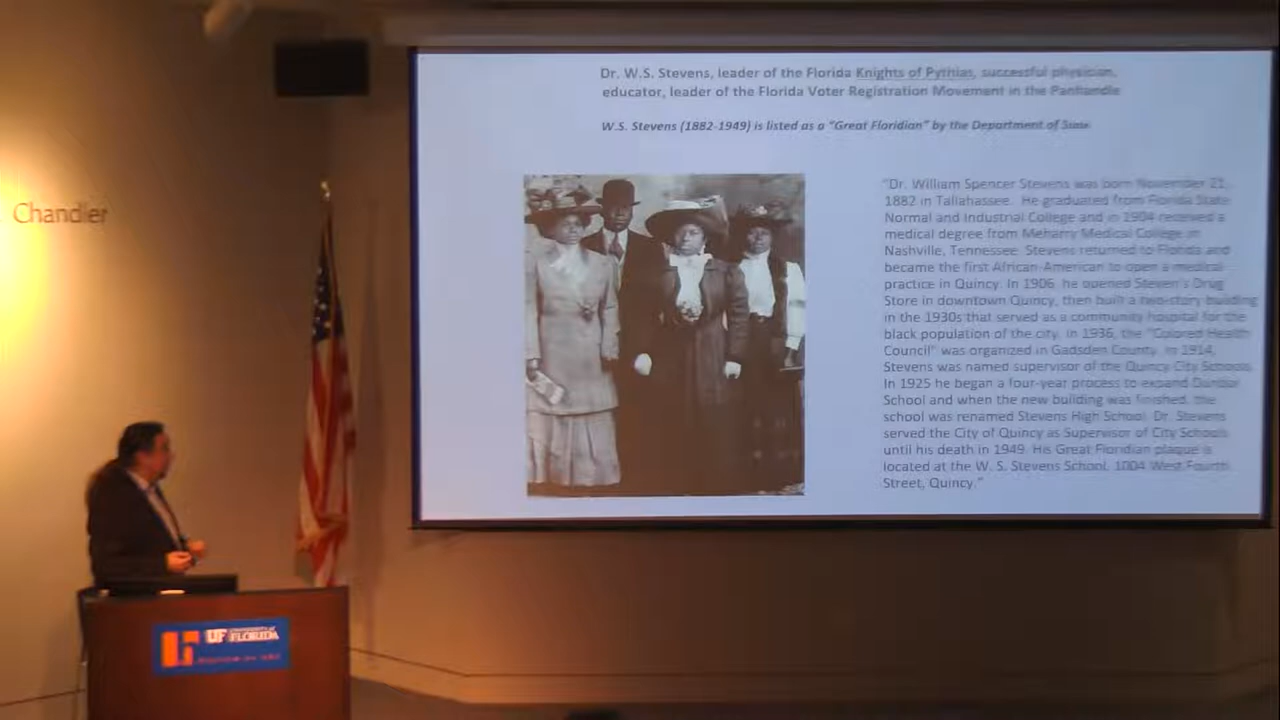 Chandler
Dr. W.S. Stevens, leader of the Florida Knights of Pythias, successful physician,
educator, leader of the Florida Voter Registration Movement in the Panhandle
W.S. Stevens (1882-1949) is listed as a "Great Floridian" by the Department of State
"Dr. William Spencer Stevens was born November 21,
1882 in Tallahassee. He graduated from Florida State
Normal and Industrial College and in 1904 received a
medical degree from Meharry Medical College in
Nashville, Tennessee. Stevens returned to Florida and
became the first African-American to open a medical
practice in Quincy. In 1906, he opened Steven's Drug
Store in downtown Quincy, then built a two-story building
in the 1930s that served as a community hospital for the
black population of the city. In 1936, the "Colored Health
Council" was organized in Gadsden County. In 1914,
Stevens was named supervisor of the Quincy City Schools.
In 1925 he began a four-year process to expand Dunbar
School and when the new building was finished, the
school was renamed Stevens High School. Dr. Stevens
served the City of Quincy as Supervisor of City Schools
until his death in 1949. His Great Floridian plaque is
located at the W. S. Stevens School, 1004 West Fourth
Street, Quincy."
UF UNIVERSITY of
FLORIDA